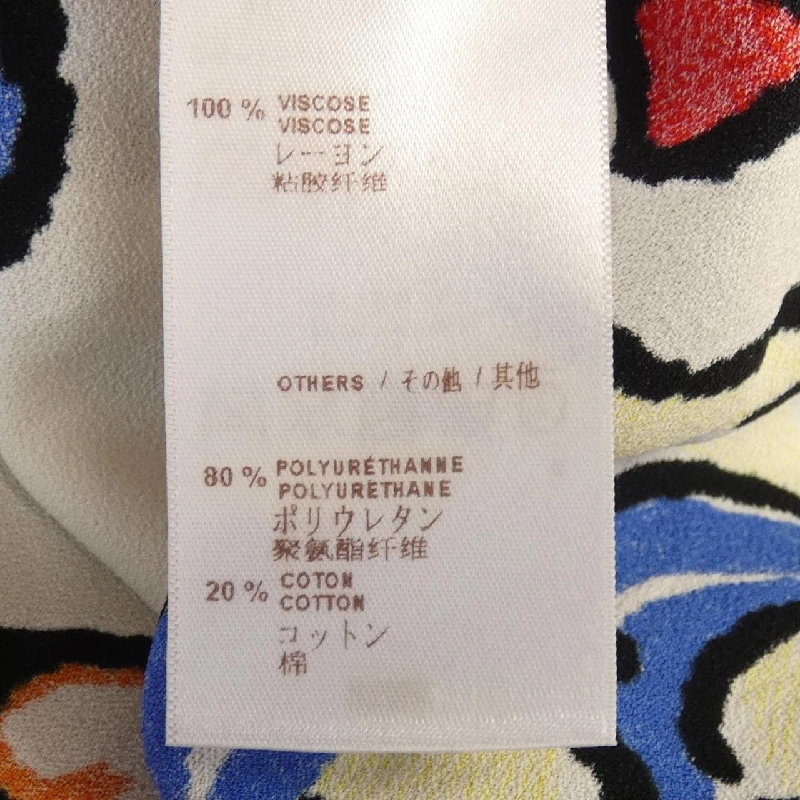 100 % VISCOSE
VISCOSE
レーヨン
粘胶纤维
OTHERS / その他 / 其他
80 % POLYURÉTHANNE
POLYURETHANE
ポリウレタン
聚氨酯纤维
20 % COTON
COTTON
コットン
棉